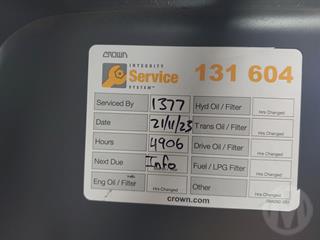 CROWN
INTEGRITY
Service
SYSTEM™
131 604
Serviced By 1377 Hyd Oil / Filter Hrs Changed
Date 21/11/23 Trans Oil / Filter Hrs Changed
Hours 4906 Drive Oil / Filter Hrs Changed
Next Due Info Fuel / LPG Filter Hrs Changed
Eng Oil / Filter Hrs Changed Other Hrs Changed
crown.com